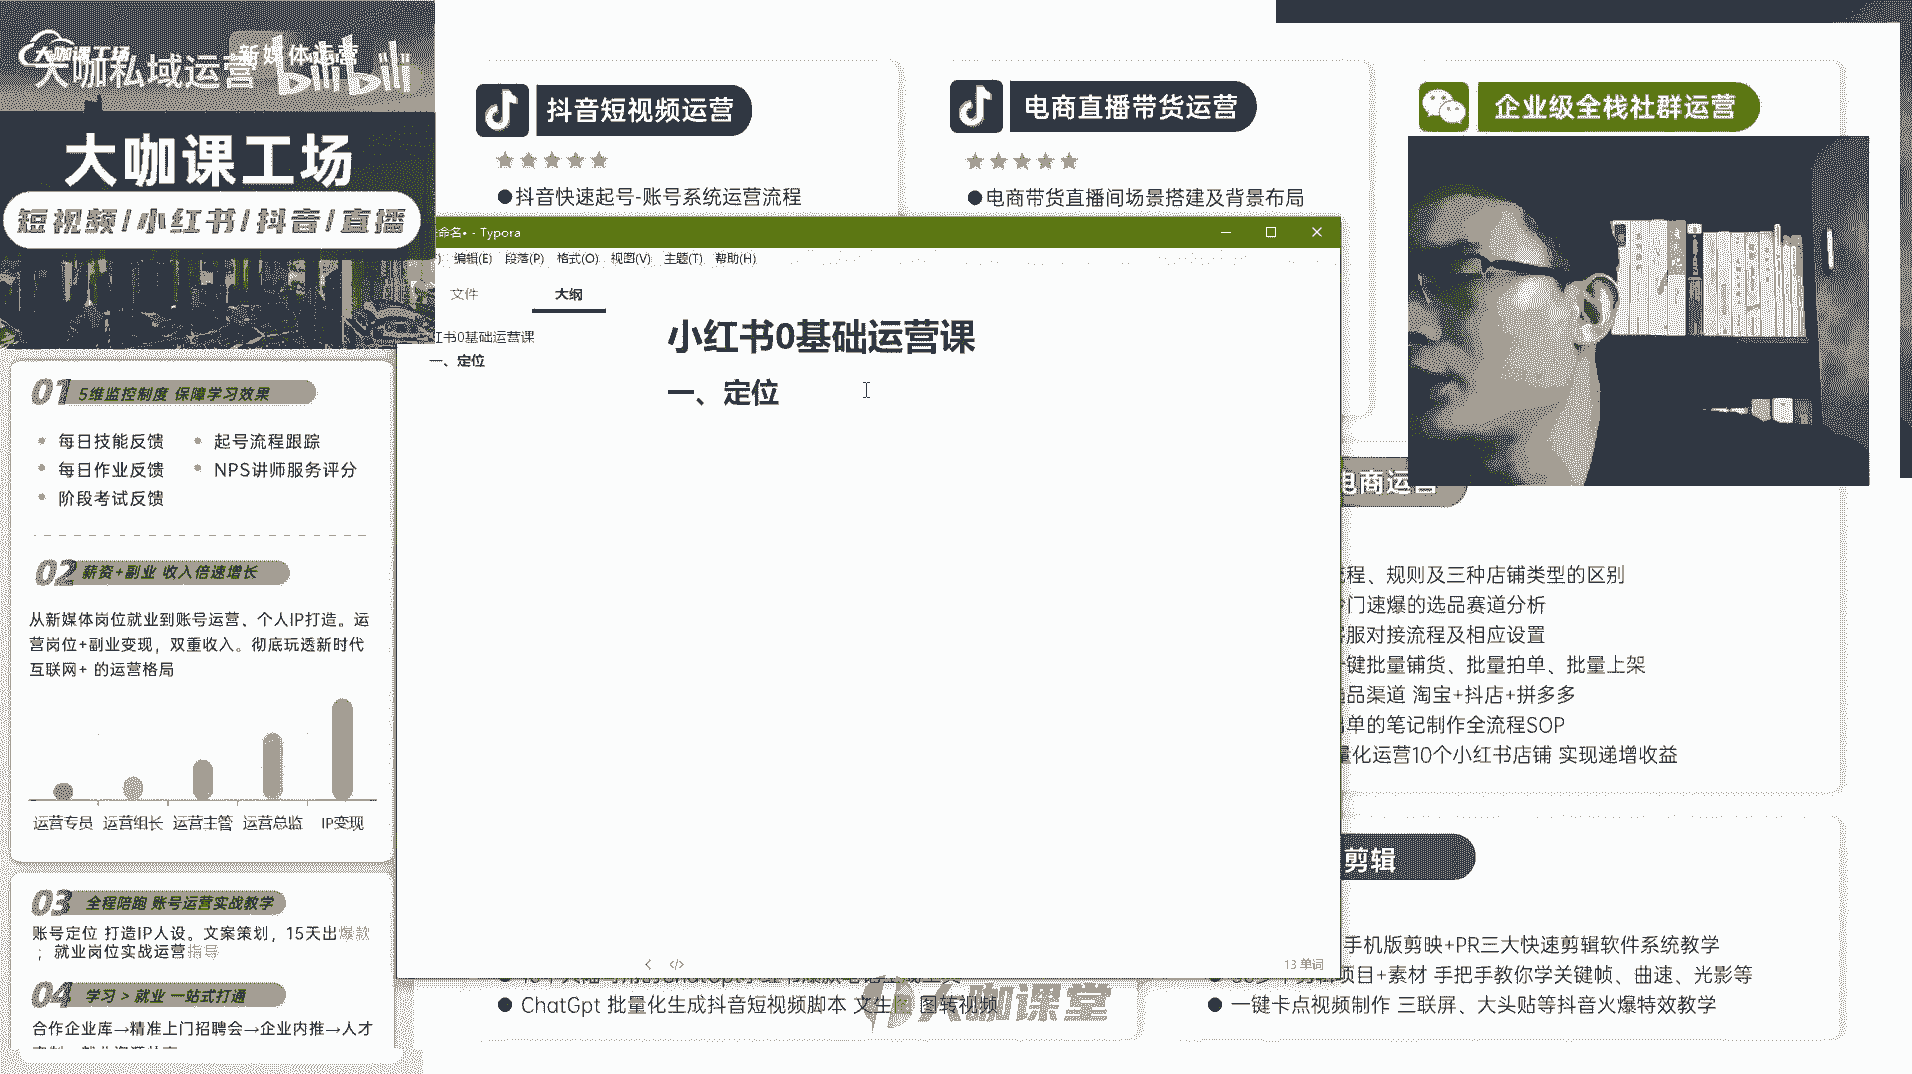 大咖课工场
大咖私域运营
新媒体运营
bilibili
大咖课工场
短视频/小红书/抖音/直播
01 5维监控制度 保障学习效果
每日技能反馈
起号流程跟踪
每日作业反馈
NPS讲师服务评分
阶段考试反馈
02 薪资+副业 收入倍速增长
从新媒体岗位就业到账号运营、个人IP打造。运
营岗位+副业变现，双重收入。彻底玩透新时代
互联网+ 的运营格局
运营专员 运营组长 运营主管 运营总监 IP变现
03 全程陪跑 账号运营实战教学
账号定位 打造IP人设。文案策划，15天出爆款
；就业岗位实战运营指导
04 学习 > 就业 一站式打通
合作企业库→精准上门招聘会→企业内推→人才
抖音短视频运营
●抖音快速起号-账号系统运营流程
电商直播带货运营
●电商带货直播间场景搭建及背景布局
企业级全栈社群运营
命名• - Typora
编辑(E) 段落(P) 格式(O) 视图(V) 主题(T) 帮助(H)
文件
大纲
红书0基础运营课
一、定位
小红书0基础运营课
一、定位
</>
13 单词
电商运营
程、规则及三种店铺类型的区别
门速爆的选品赛道分析
服对接流程及相应设置
键批量铺货、批量拍单、批量上架
品渠道 淘宝+抖店+拼多多
单的笔记制作全流程SOP
量化运营10个小红书店铺 实现递增收益
剪辑
手机版剪映+PR三大快速剪辑软件系统教学
项目+素材 手把手教你学关键帧、曲速、光影等
● 一键卡点视频制作 三联屏、大头贴等抖音火爆特效教学
● ChatGpt 批量化生成抖音短视频脚本 文生图 图转视频
大咖课堂